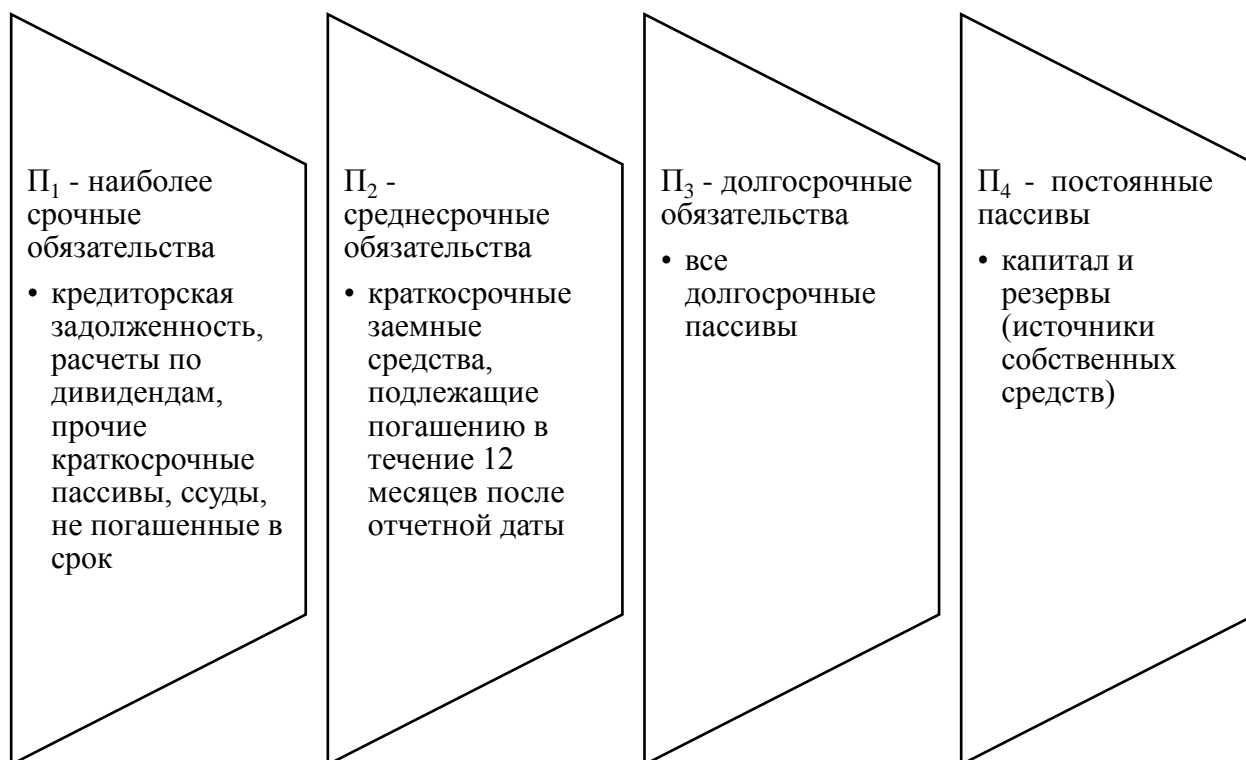 П₁ - наиболее
срочные
обязательства
• кредиторская
задолженность,
расчеты по
дивидендам,
прочие
краткосрочные
пассивы, ссуды,
не погашенные в
срок
П₂ -
среднесрочные
обязательства
• краткосрочные
заемные
средства,
подлежащие
погашению в
течение 12
месяцев после
отчетной даты
П₃ - долгосрочные
обязательства
• все
долгосрочные
пассивы
П₄ - постоянные
пассивы
• капитал и
резервы
(источники
собственных
средств)